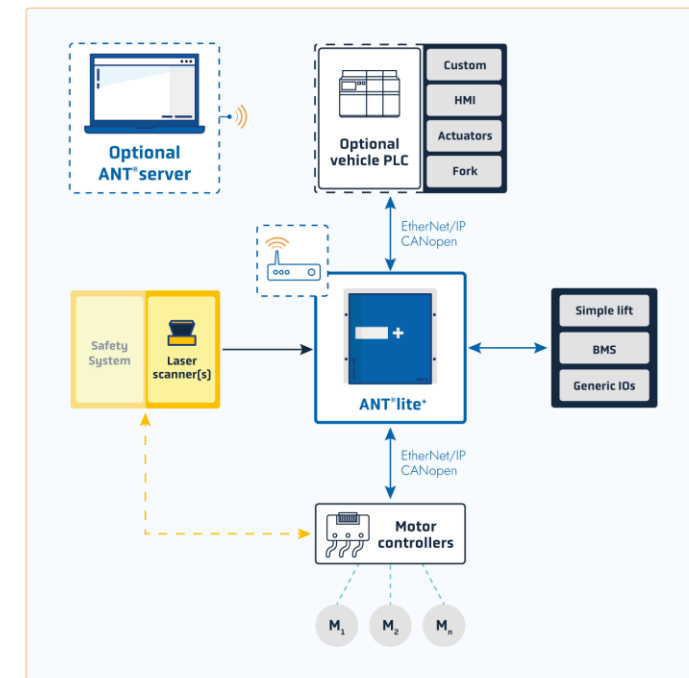 Optional
ANT®server
Optional
vehicle PLC
Custom
HMI
Actuators
Fork
EtherNet/IP
CANopen
Safety
System
Laser
scanner[s]
+
ANT®lite⁺
Simple lift
BMS
Generic IOs
EtherNet/IP
CANopen
Motor
controllers
M₁
M₂
Mₙ